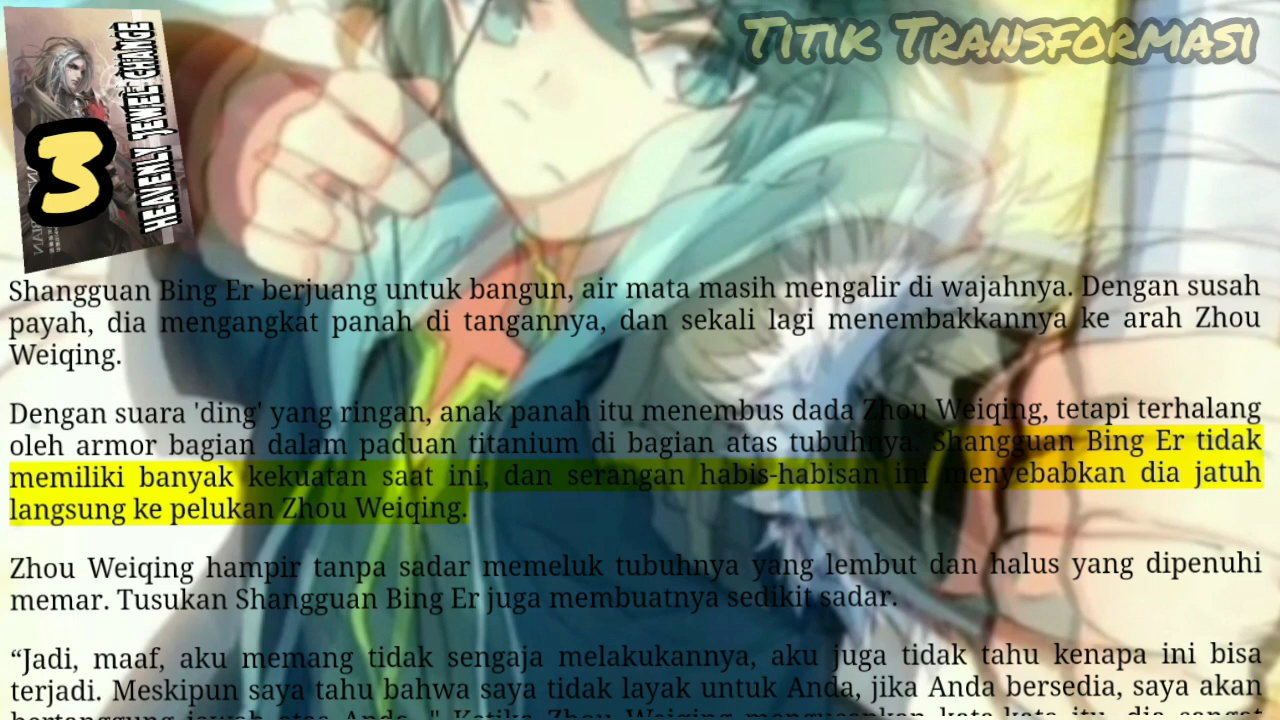 Titik Transformasi
3
HEAVENLY JEWEL CHANGE
Shangguan Bing Er berjuang untuk bangun, air mata masih mengalir di wajahnya. Dengan susah
payah, dia mengangkat panah di tangannya, dan sekali lagi menembakkannya ke arah Zhou
Weiqing.
Dengan suara 'ding' yang ringan, anak panah itu menembus dada Zhou Weiqing, tetapi terhalang
oleh armor bagian dalam paduan titanium di bagian atas tubuhnya. Shangguan Bing Er tidak
memiliki banyak kekuatan saat ini, dan serangan habis-habisan ini menyebabkan dia jatuh
langsung ke pelukan Zhou Weiqing.
Zhou Weiqing hampir tanpa sadar memeluk tubuhnya yang lembut dan halus yang dipenuhi
memar. Tusukan Shangguan Bing Er juga membuatnya sedikit sadar.
“Jadi, maaf, aku memang tidak sengaja melakukannya, aku juga tidak tahu kenapa ini bisa
terjadi. Meskipun saya tahu bahwa saya tidak layak untuk Anda, jika Anda bersedia, saya akan